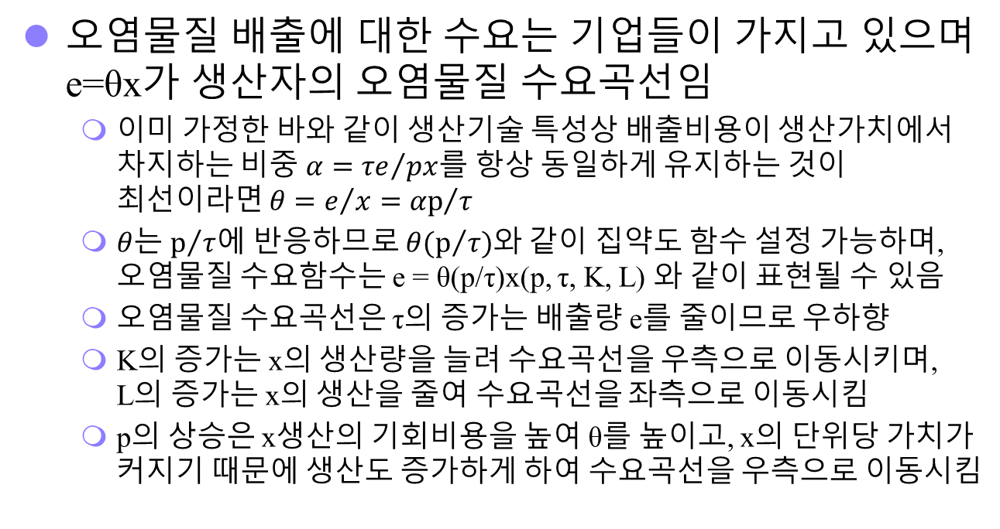 오염물질 배출에 대한 수요는 기업들이 가지고 있으며
e=θx가 생산자의 오염물질 수요곡선임
이미 가정한 바와 같이 생산기술 특성상 배출비용이 생산가치에서
차지하는 비중 α = τe/px를 항상 동일하게 유지하는 것이
최선이라면 θ = e/x = αp/τ
θ는 p/τ에 반응하므로 θ(p/τ)와 같이 집약도 함수 설정 가능하며,
오염물질 수요함수는 e = θ(p/τ)x(p, τ, K, L) 와 같이 표현될 수 있음
오염물질 수요곡선은 τ의 증가는 배출량 e를 줄이므로 우하향
K의 증가는 x의 생산량을 늘려 수요곡선을 우측으로 이동시키며,
L의 증가는 x의 생산을 줄여 수요곡선을 좌측으로 이동시킴
p의 상승은 x생산의 기회비용을 높여 θ를 높이고, x의 단위당 가치가
커지기 때문에 생산도 증가하게 하여 수요곡선을 우측으로 이동시킴